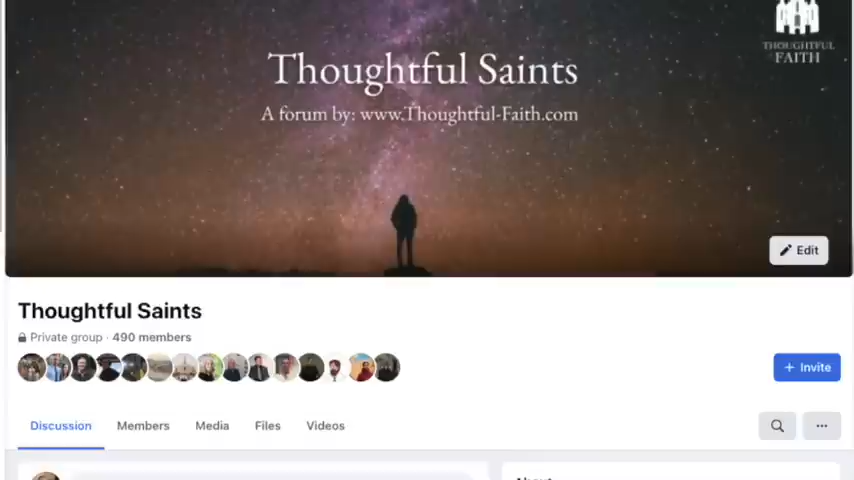 THOUGHTFUL
FAITH
Thoughtful Saints
A forum by: www.Thoughtful-Faith.com
Edit
Thoughtful Saints
Private group · 490 members
+ Invite
Discussion Members Media Files Videos
About